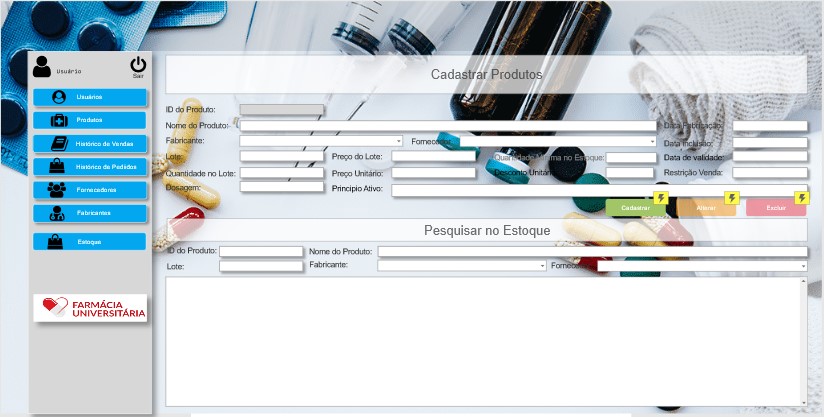 Usuário
Sair
Usuários
Produtos
Histórico de Vendas
Histórico de Pedidos
Fornecedores
Fabricantes
Estoque
FARMÁCIA
UNIVERSITÁRIA
Cadastrar Produtos
ID do Produto:
Nome do Produto: Data Fabricação:
Fabricante: Fornecedor: Data Inclusão:
Lote: Preço do Lote: Quantidade no Estoque: Data de validade:
Quantidade no Lote: Preço Unitário: Desconto Unitário: Restrição Venda:
Dosagem: Principio Ativo:
Cadastrar Alterar Excluir
Pesquisar no Estoque
ID do Produto: Nome do Produto:
Lote: Fabricante: Fornecedor: